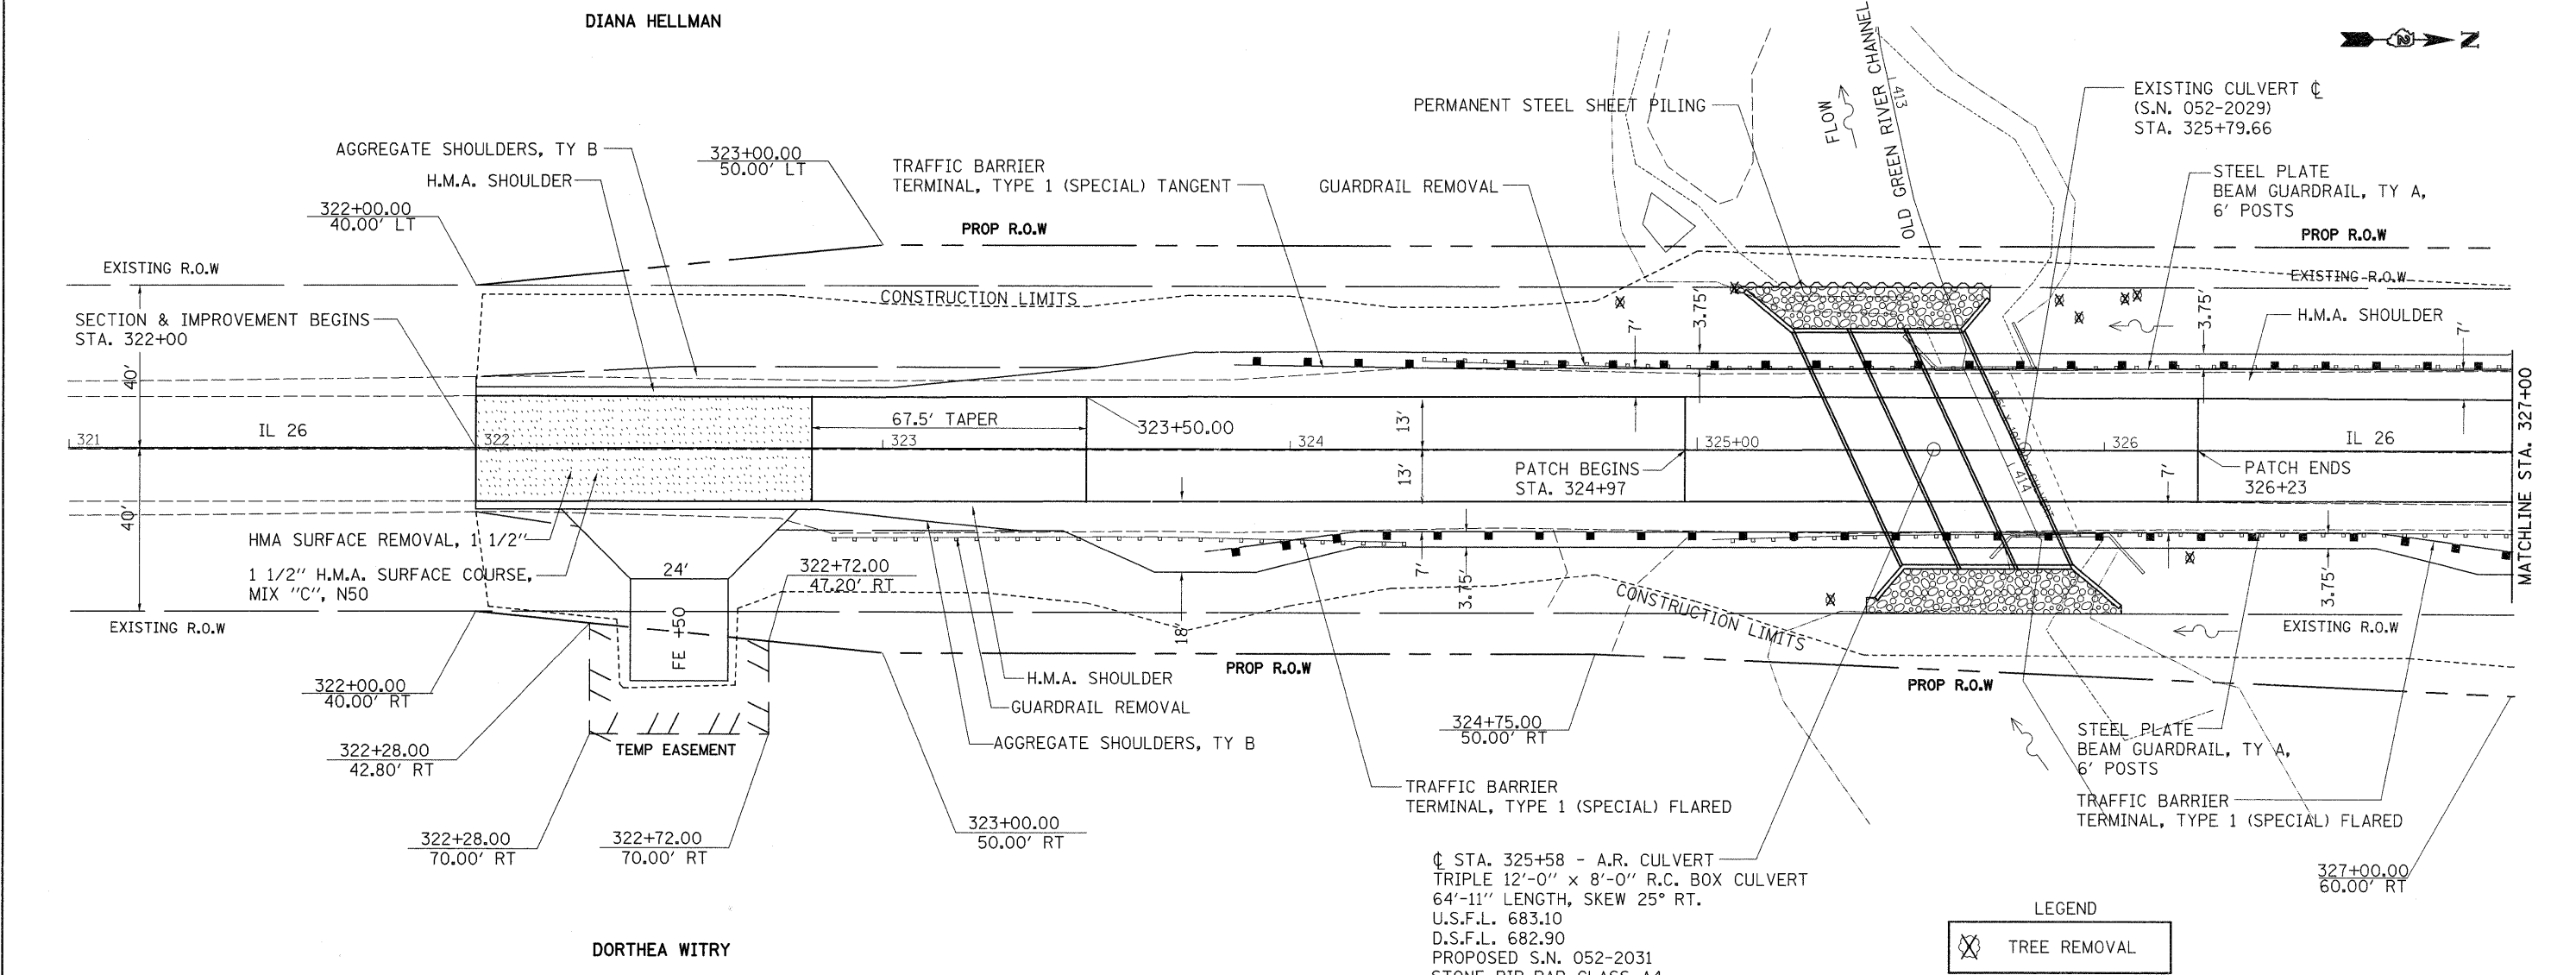 DIANA HELLMAN
N
OLD GREEN RIVER CHANNEL
413
FLOW
EXISTING CULVERT ℄
(S.N. 052-2029)
STA. 325+79.66
PERMANENT STEEL SHEET PILING
AGGREGATE SHOULDERS, TY B
H.M.A. SHOULDER
323+00.00
50.00' LT
TRAFFIC BARRIER
TERMINAL, TYPE 1 (SPECIAL) TANGENT
GUARDRAIL REMOVAL
STEEL PLATE
BEAM GUARDRAIL, TY A,
6' POSTS
322+00.00
40.00' LT
PROP R.O.W
PROP R.O.W
EXISTING R.O.W
EXISTING R.O.W
CONSTRUCTION LIMITS
SECTION & IMPROVEMENT BEGINS
STA. 322+00
H.M.A. SHOULDER
7'
3.75'
3.75'
7'
40'
67.5' TAPER
323+50.00
13'
IL 26
IL 26
321
322
323
324
325+00
326
13'
PATCH BEGINS
STA. 324+97
PATCH ENDS
326+23
7'
414
MATCHLINE STA. 327+00
40'
HMA SURFACE REMOVAL, 1 1/2"
1 1/2" H.M.A. SURFACE COURSE,
MIX "C", N50
24'
322+72.00
47.20' RT
7'
3.75'
3.75'
18'
CONSTRUCTION LIMITS
EXISTING R.O.W
EXISTING R.O.W
FE +50
PROP R.O.W
PROP R.O.W
322+00.00
40.00' RT
H.M.A. SHOULDER
GUARDRAIL REMOVAL
AGGREGATE SHOULDERS, TY B
324+75.00
50.00' RT
STEEL PLATE
BEAM GUARDRAIL, TY A,
6' POSTS
322+28.00
42.80' RT
TEMP EASEMENT
TRAFFIC BARRIER
TERMINAL, TYPE 1 (SPECIAL) FLARED
TRAFFIC BARRIER
TERMINAL, TYPE 1 (SPECIAL) FLARED
322+28.00
70.00' RT
322+72.00
70.00' RT
323+00.00
50.00' RT
℄ STA. 325+58 - A.R. CULVERT
TRIPLE 12'-0" x 8'-0" R.C. BOX CULVERT
64'-11" LENGTH, SKEW 25° RT.
U.S.F.L. 683.10
D.S.F.L. 682.90
PROPOSED S.N. 052-2031
STONE RIP RAP CLASS A4
327+00.00
60.00' RT
LEGEND
TREE REMOVAL
DORTHEA WITRY